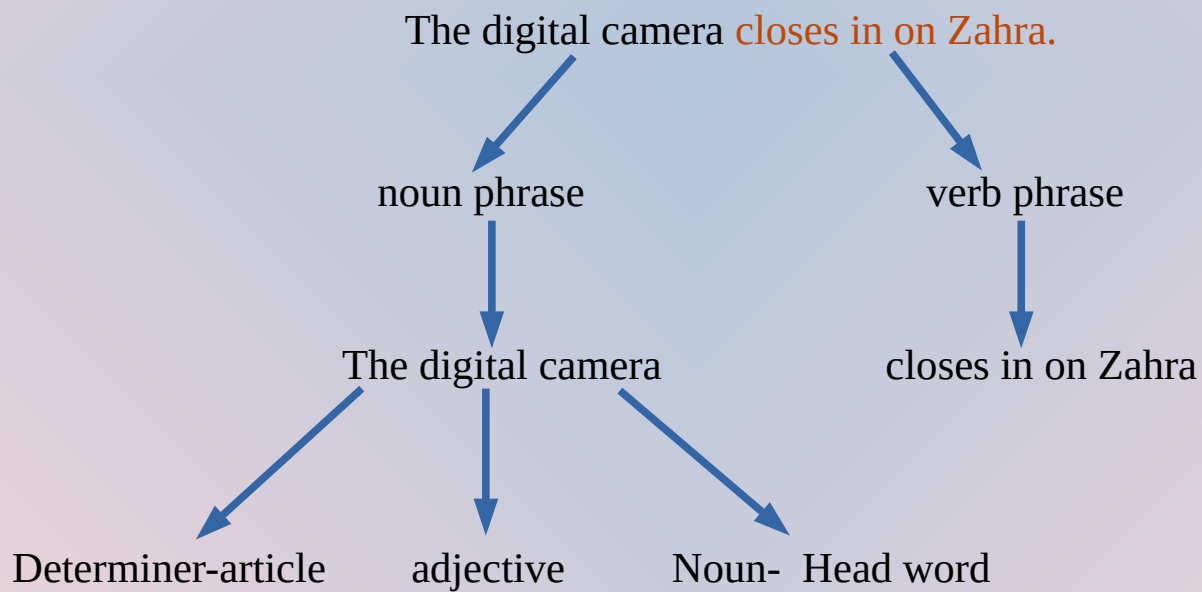 The digital camera closes in on Zahra.
noun phrase verb phrase
The digital camera closes in on Zahra
Determiner-article adjective Noun- Head word